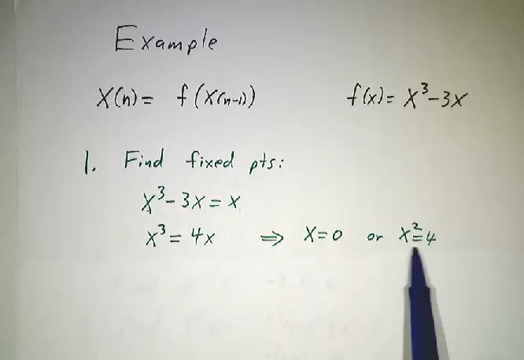 Example
X(n) = f(X(n-1)) f(x) = X³-3X
1. Find fixed pts:
X³-3X = X
X³ = 4X ⇒ X=0 or X²=4